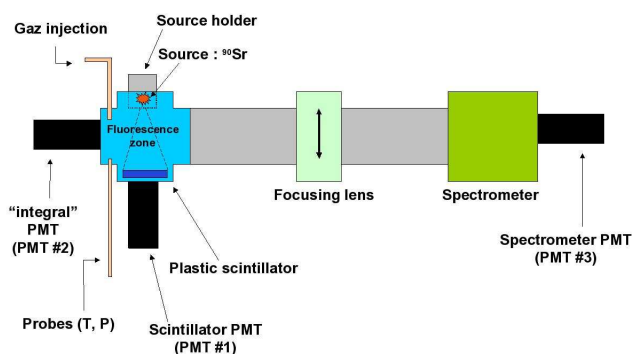 Source holder
Gaz injection
Source : ⁹⁰Sr
Fluorescence
zone
Focusing lens
Spectrometer
“integral”
PMT
(PMT #2)
Spectrometer PMT
(PMT #3)
Plastic scintillator
Probes (T, P)
Scintillator PMT
(PMT #1)